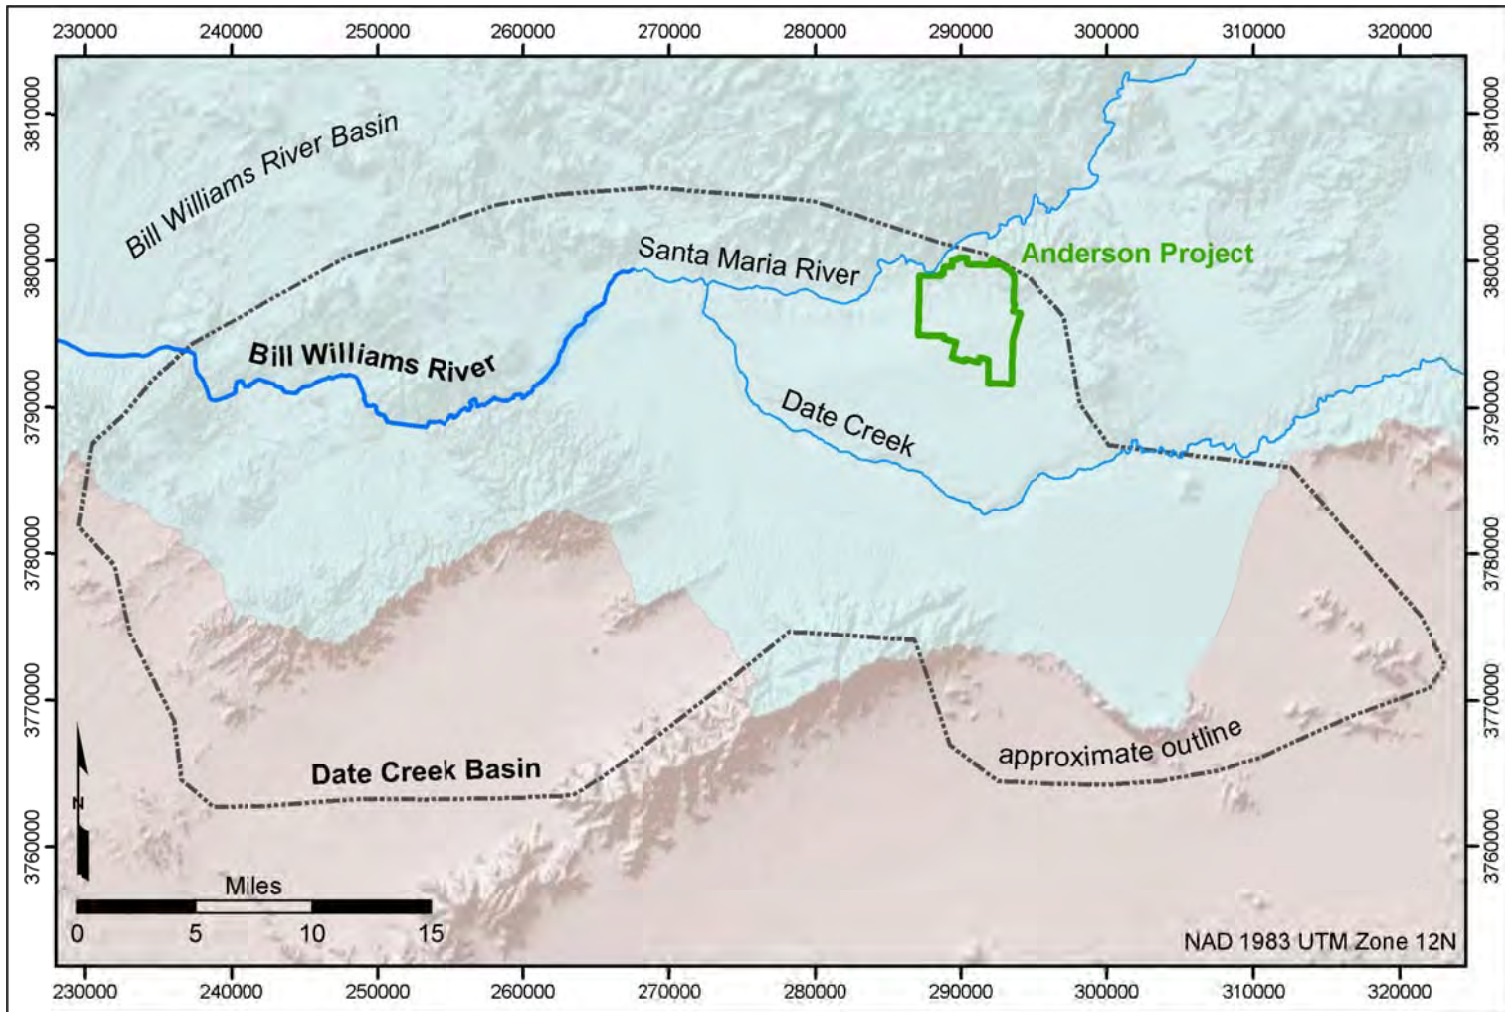 230000 240000 250000 260000 270000 280000 290000 300000 310000 320000
3810000 3810000
Bill Williams River Basin
3800000 3800000
Santa Maria River
Anderson Project
Bill Williams River
3790000 3790000
Date Creek
3780000 3780000
3770000 3770000
approximate outline
Date Creek Basin
N
3760000 3760000
Miles
0 5 10 15
NAD 1983 UTM Zone 12N
230000 240000 250000 260000 270000 280000 290000 300000 310000 320000